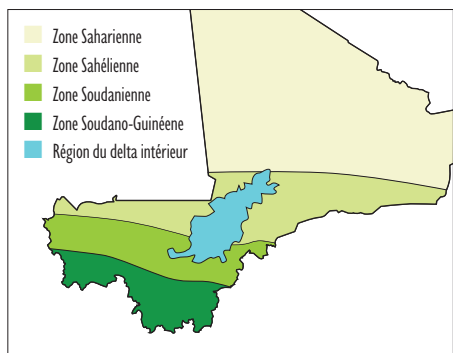 Zone Saharienne
Zone Sahélienne
Zone Soudanienne
Zone Soudano-Guinéene
Région du delta intérieur